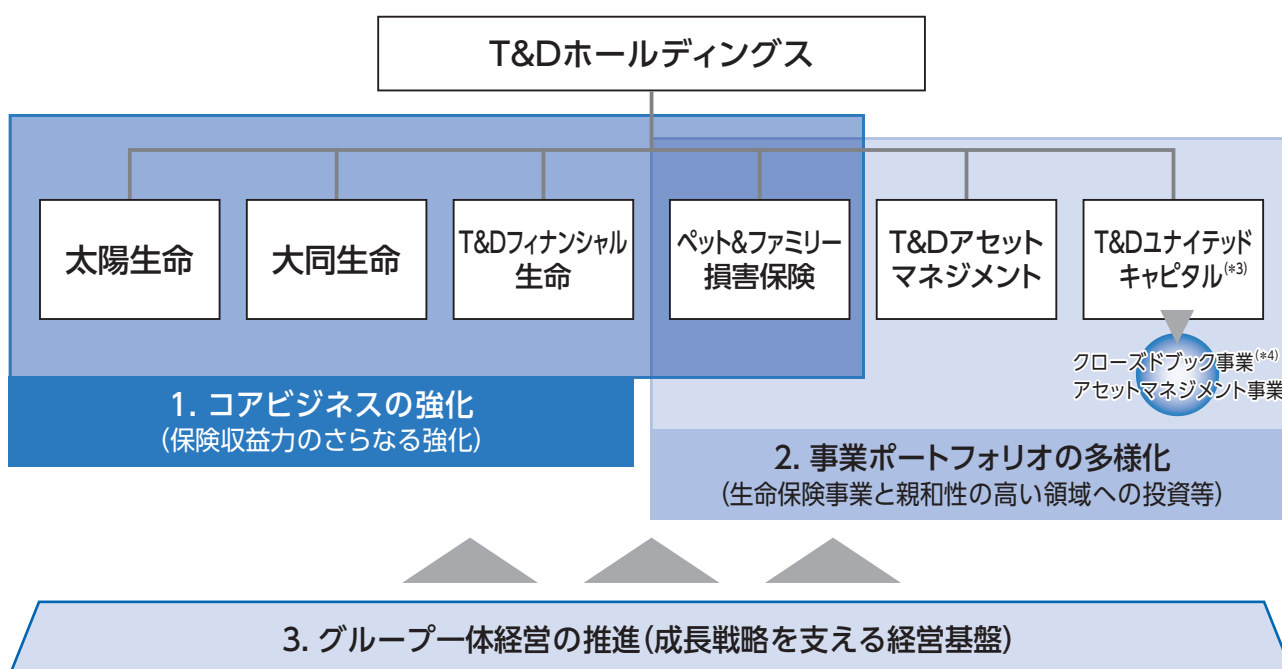 T&Dホールディングス
太陽生命
大同生命
T&Dフィナンシャル
生命
ペット&ファミリー
損害保険
T&Dアセット
マネジメント
T&Dユナイテッド
キャピタル(*3)
クローズドブック事業(*4)
アセットマネジメント事業
1. コアビジネスの強化
(保険収益力のさらなる強化)
2. 事業ポートフォリオの多様化
(生命保険事業と親和性の高い領域への投資等)
3. グループ一体経営の推進(成長戦略を支える経営基盤)